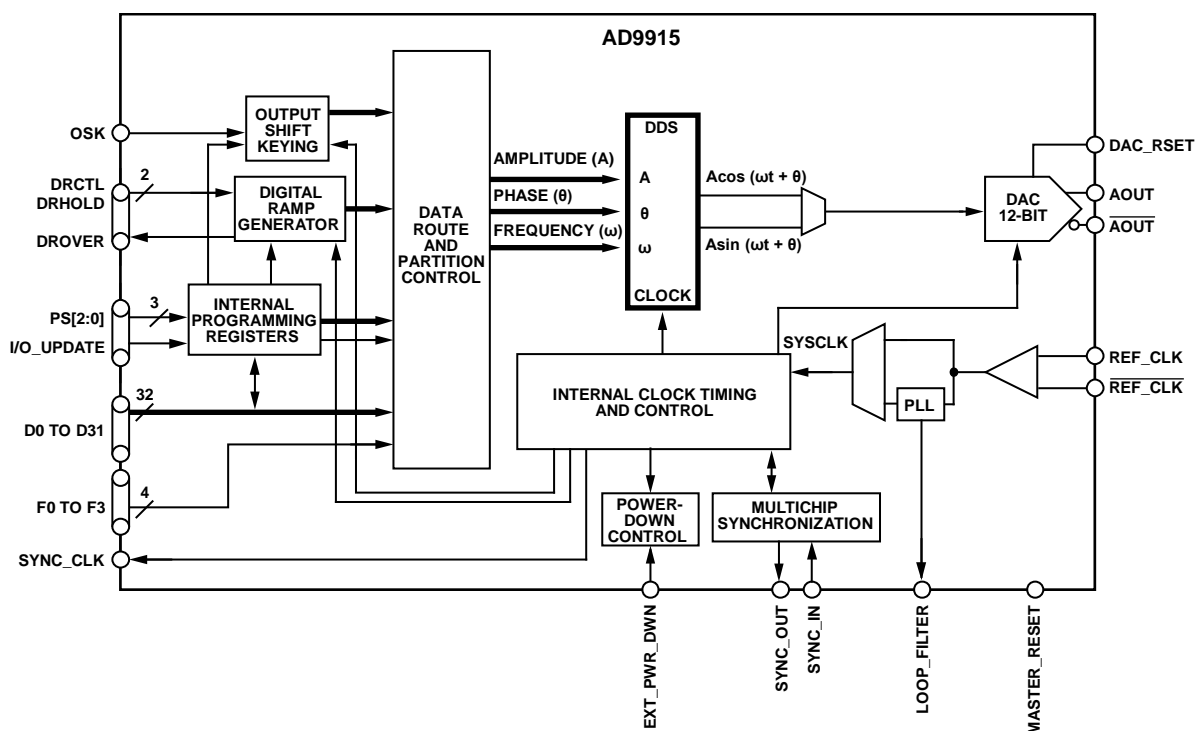 AD9915
OSK
OUTPUT
SHIFT
KEYING
DRCTL
DRHOLD
2
DROVER
DIGITAL
RAMP
GENERATOR
PS[2:0]
3
I/O_UPDATE
INTERNAL
PROGRAMMING
REGISTERS
32
D0 TO D31
4
F0 TO F3
SYNC_CLK
DATA
ROUTE
AND
PARTITION
CONTROL
AMPLITUDE (A)
PHASE (θ)
FREQUENCY (ω)
DDS
A
θ
ω
CLOCK
Acos (ωt + θ)
Asin (ωt + θ)
DAC
12-BIT
DAC_RSET
AOUT
AOUT
SYSCLK
PLL
REF_CLK
REF_CLK
INTERNAL CLOCK TIMING
AND CONTROL
POWER-
DOWN
CONTROL
MULTICHIP
SYNCHRONIZATION
EXT_PWR_DWN
SYNC_OUT
SYNC_IN
LOOP_FILTER
MASTER_RESET